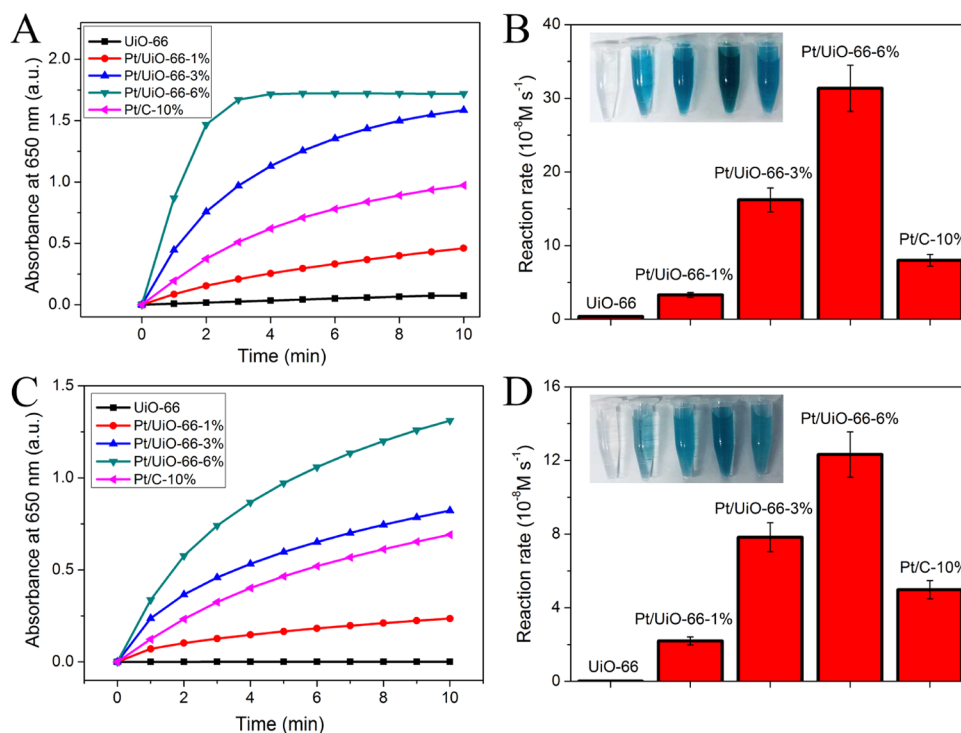 A
Absorbance at 650 nm (a.u.)
2.0
1.5
1.0
0.5
0.0
UiO-66
Pt/UiO-66-1%
Pt/UiO-66-3%
Pt/UiO-66-6%
Pt/C-10%
0 2 4 6 8 10
Time (min)
B
Reaction rate (10⁻⁸M s⁻¹)
40
30
20
10
0
UiO-66
Pt/UiO-66-1%
Pt/UiO-66-3%
Pt/UiO-66-6%
Pt/C-10%
C
Absorbance at 650 nm (a.u.)
1.5
1.0
0.5
0.0
UiO-66
Pt/UiO-66-1%
Pt/UiO-66-3%
Pt/UiO-66-6%
Pt/C-10%
0 2 4 6 8 10
Time (min)
D
Reaction rate (10⁻⁸M s⁻¹)
16
12
8
4
0
UiO-66
Pt/UiO-66-1%
Pt/UiO-66-3%
Pt/UiO-66-6%
Pt/C-10%